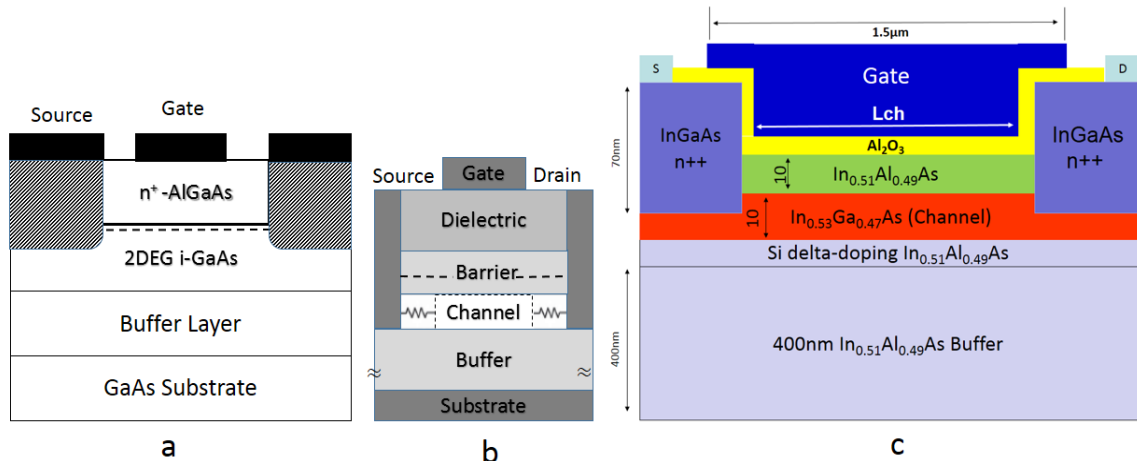 Source
Gate
n⁺-AlGaAs
2DEG i-GaAs
Buffer Layer
GaAs Substrate
a
Source
Gate
Drain
Dielectric
Barrier
Channel
Buffer
Substrate
b
1.5µm
S
D
Gate
Lch
InGaAs
n++
InGaAs
n++
70nm
Al₂O₃
10
In₀.₅₁Al₀.₄₉As
10
In₀.₅₃Ga₀.₄₇As (Channel)
Si delta-doping In₀.₅₁Al₀.₄₉As
400nm
400nm In₀.₅₁Al₀.₄₉As Buffer
c